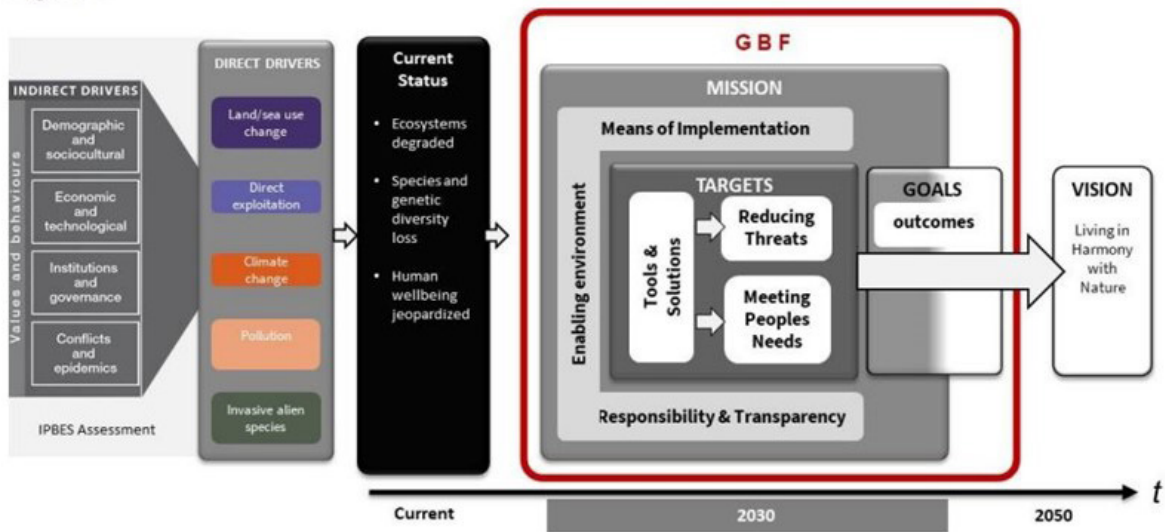 INDIRECT DRIVERS
Values and behaviours
Demographic
and
sociocultural
Economic
and
technological
Institutions
and
governance
Conflicts
and
epidemics
IPBES Assessment
DIRECT DRIVERS
Land/sea use
change
Direct
exploitation
Climate
change
Pollution
Invasive alien
species
Current
Status
• Ecosystems
degraded
• Species and
genetic
diversity
loss
• Human
wellbeing
jeopardized
GBF
MISSION
Means of Implementation
Enabling environment
TARGETS
Tools &
Solutions
Reducing
Threats
Meeting
Peoples
Needs
Responsibility & Transparency
GOALS
outcomes
VISION
Living in
Harmony
with
Nature
t
Current
2030
2050